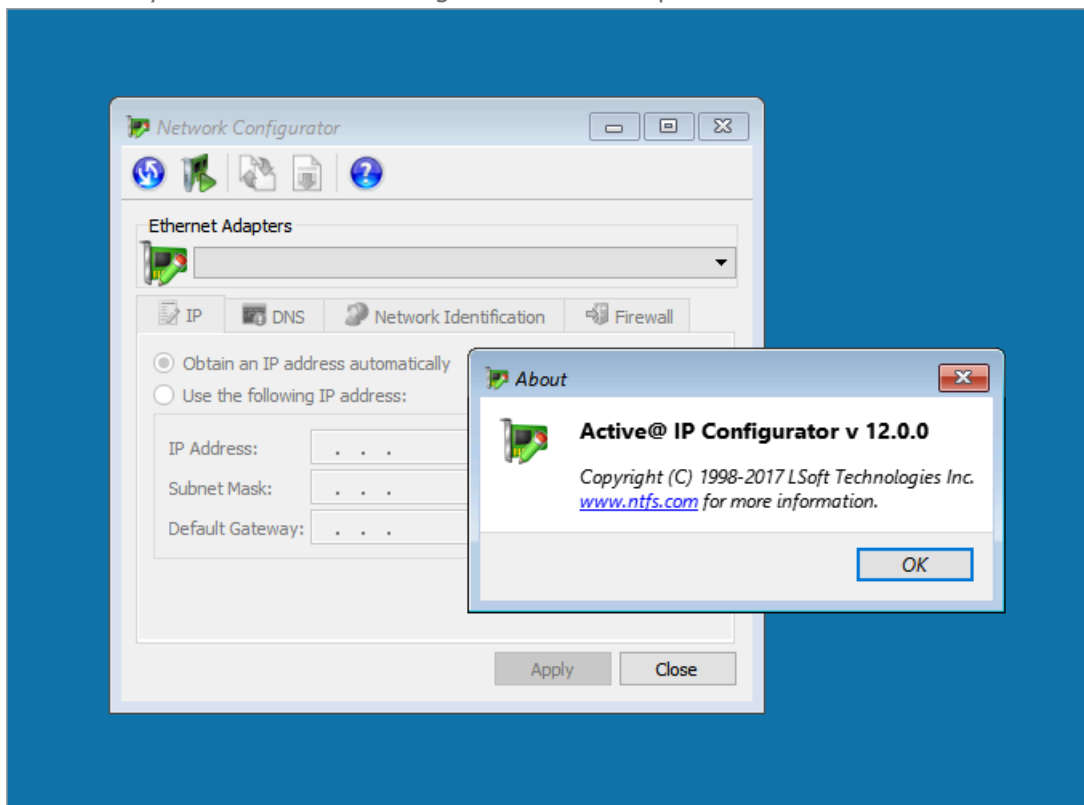 Network Configurator
Ethernet Adapters
IP DNS Network Identification Firewall
Obtain an IP address automatically
Use the following IP address:
IP Address: . . .
Subnet Mask: . . .
Default Gateway: . . .
Apply Close
About
Active@ IP Configurator v 12.0.0
Copyright (C) 1998-2017 LSoft Technologies Inc.
www.ntfs.com for more information.
OK